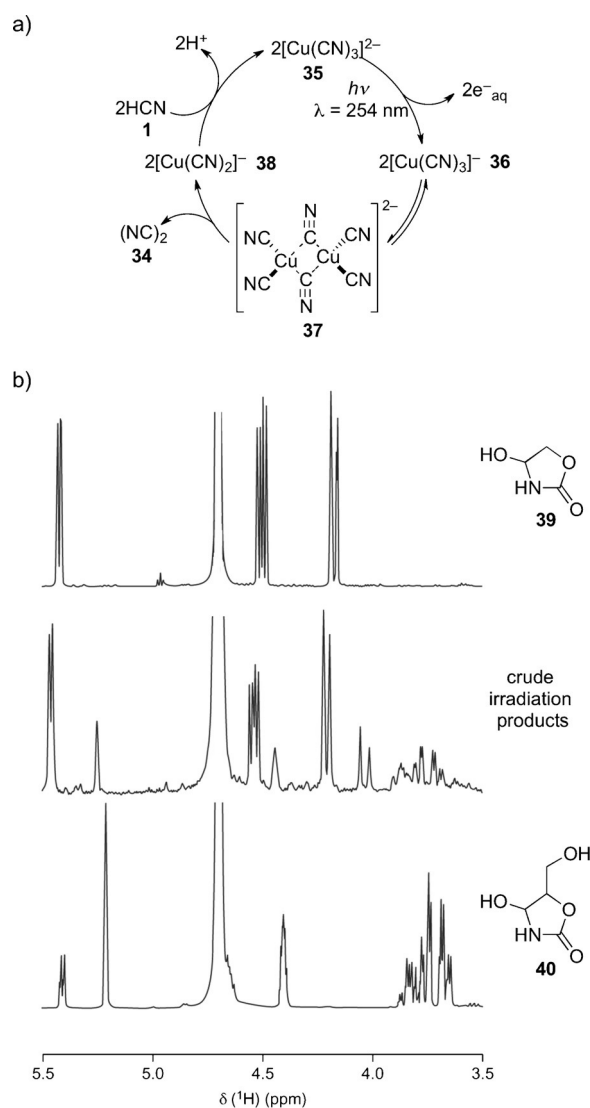 a)
2H⁺
2[Cu(CN)₃]²⁻
35
2HCN
1
hν
λ = 254 nm
2e⁻aq
2[Cu(CN)₂]⁻ 38
2[Cu(CN)₃]⁻ 36
(NC)₂
34
2–
N
C
NC
CN
Cu
Cu
NC
CN
C
N
37
b)
HO
O
HN
O
39
crude
irradiation
products
OH
HO
O
HN
O
40
5.5 5.0 4.5 4.0 3.5
δ (¹H) (ppm)